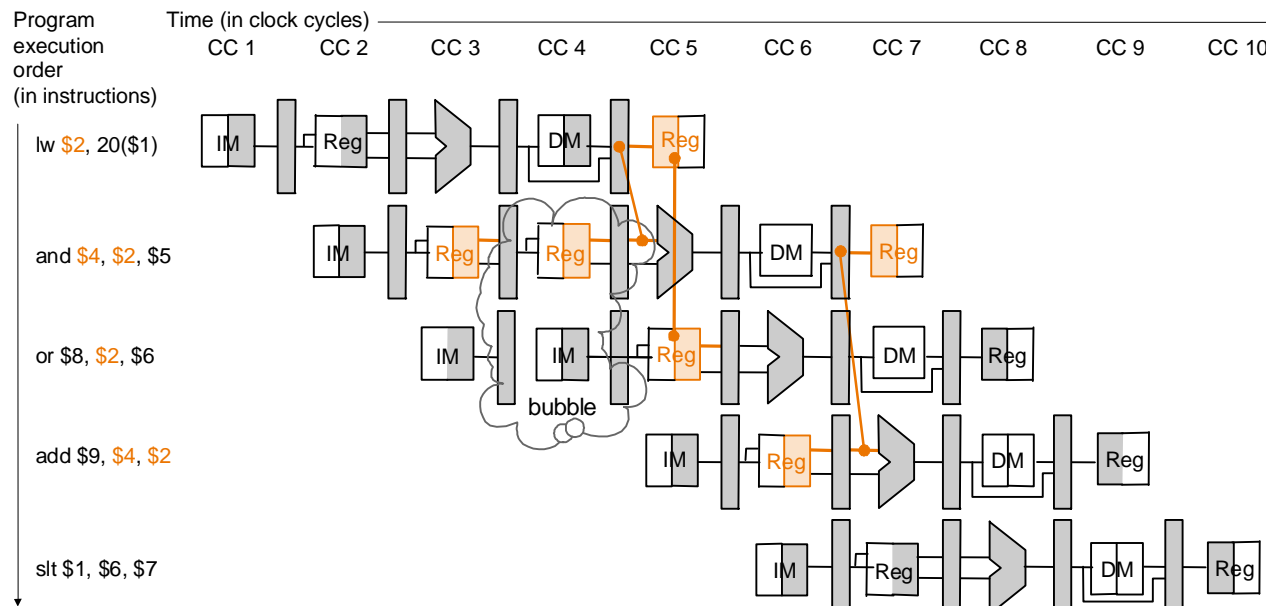 Program
execution
order
(in instructions)
Time (in clock cycles)
CC 1 CC 2 CC 3 CC 4 CC 5 CC 6 CC 7 CC 8 CC 9 CC 10
lw $2, 20($1)
IM Reg DM Reg
and $4, $2, $5
IM Reg Reg DM Reg
or $8, $2, $6
IM IM Reg DM Reg
bubble
add $9, $4, $2
IM Reg DM Reg
slt $1, $6, $7
IM Reg DM Reg